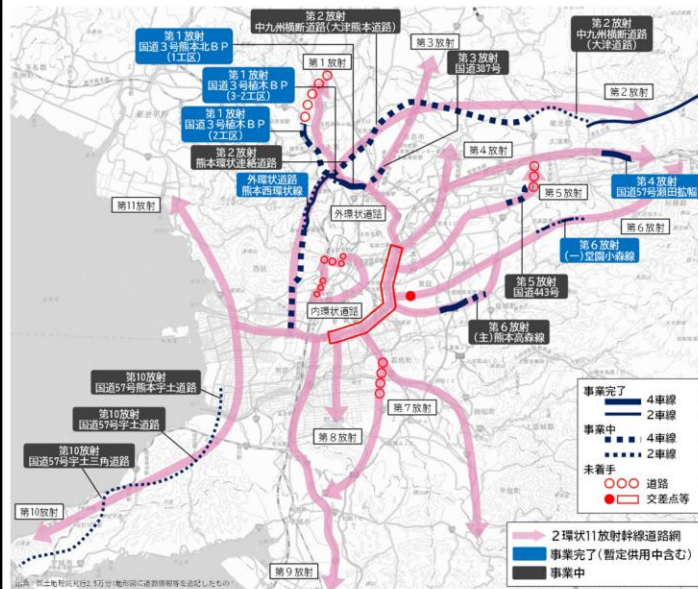 第2放射
中九州横断道路(大津熊本道路)
第2放射
中九州横断道路
(大津道路)
第1放射
国道3号熊本北BP
(1工区)
第3放射
第3放射
国道387号
第1放射
第1放射
国道3号植木BP
(3-2工区)
第2放射
第1放射
国道3号植木BP
(2工区)
第2放射
熊本環状連絡道路
第4放射
外環状道路
熊本西環状線
第4放射
国道57号瀬田拡幅
第5放射
第11放射
外環状道路
第6放射
第6放射
(一)堂園小森線
第5放射
国道443号
内環状道路
第6放射
(主)熊本高森線
第10放射
国道57号熊本宇土道路
第10放射
国道57号宇土道路
第7放射
第8放射
第10放射
国道57号宇土三角道路
第10放射
第9放射
事業完了
4車線
2車線
事業中
4車線
2車線
未着手
道路
交差点等
2環状11放射幹線道路網
事業完了(暫定供用中含む)
事業中